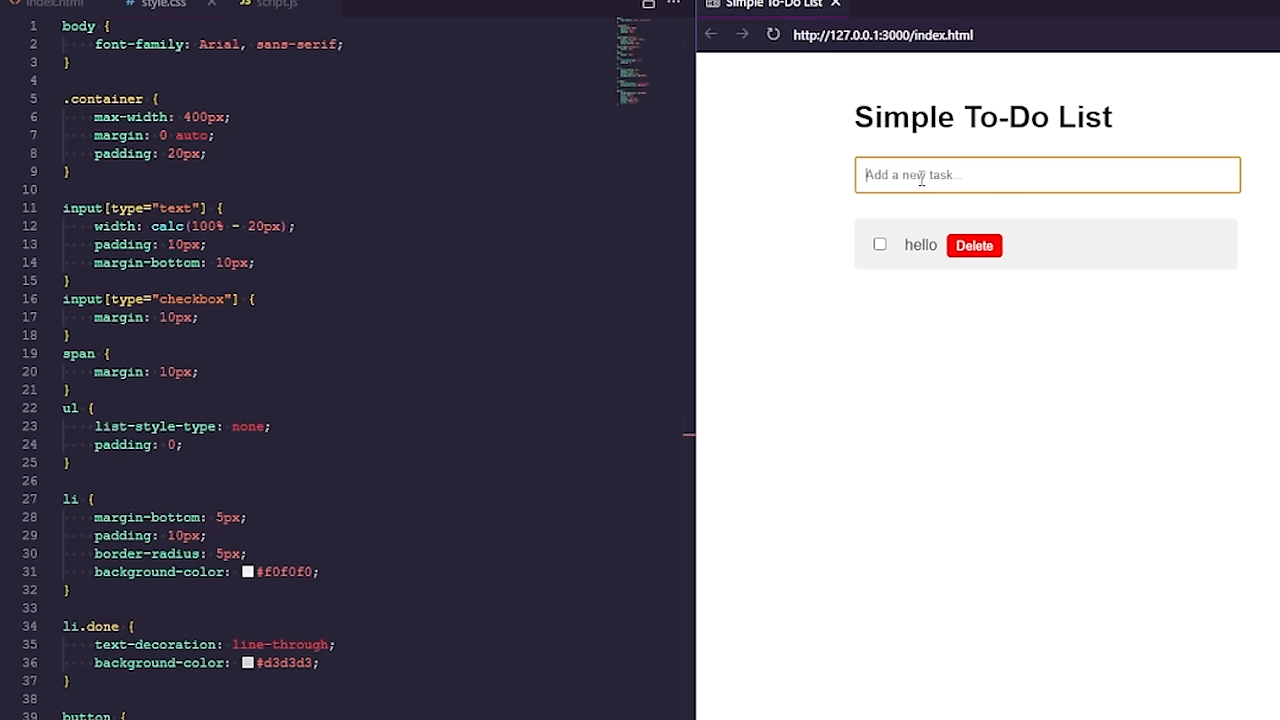 index.html
# style.css
JS script.js
1 body {
2 font-family: Arial, sans-serif;
3 }
4
5 .container {
6 max-width: 400px;
7 margin: 0 auto;
8 padding: 20px;
9 }
10
11 input[type="text"] {
12 width: calc(100% - 20px);
13 padding: 10px;
14 margin-bottom: 10px;
15 }
16 input[type="checkbox"] {
17 margin: 10px;
18 }
19 span {
20 margin: 10px;
21 }
22 ul {
23 list-style-type: none;
24 padding: 0;
25 }
26
27 li {
28 margin-bottom: 5px;
29 padding: 10px;
30 border-radius: 5px;
31 background-color: #f0f0f0;
32 }
33
34 li.done {
35 text-decoration: line-through;
36 background-color: #d3d3d3;
37 }
38
39 button {
Simple To-Do List
http://127.0.0.1:3000/index.html
Simple To-Do List
Add a new task...
hello Delete